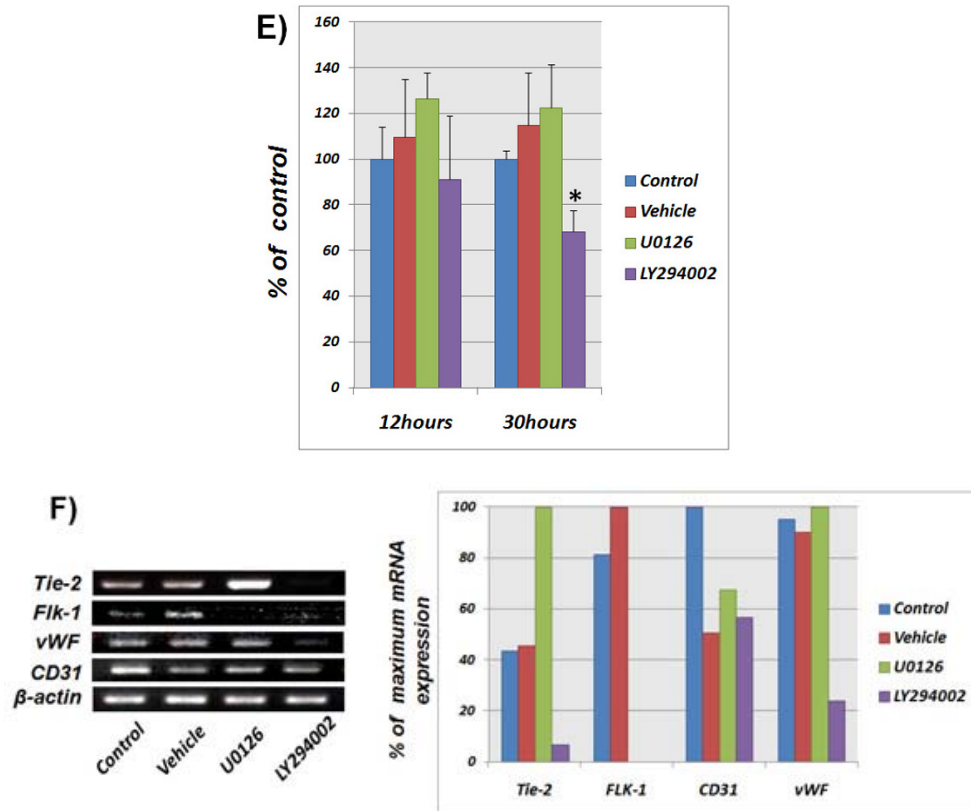 E)
160
140
120
100
80
60
40
20
0
% of control
*
12hours
30hours
Control
Vehicle
U0126
LY294002
F)
Tie-2
Flk-1
vWF
CD31
β-actin
Control
Vehicle
U0126
LY294002
100
80
60
40
20
0
% of maximum mRNA
expression
Tie-2
FLK-1
CD31
vWF
Control
Vehicle
U0126
LY294002